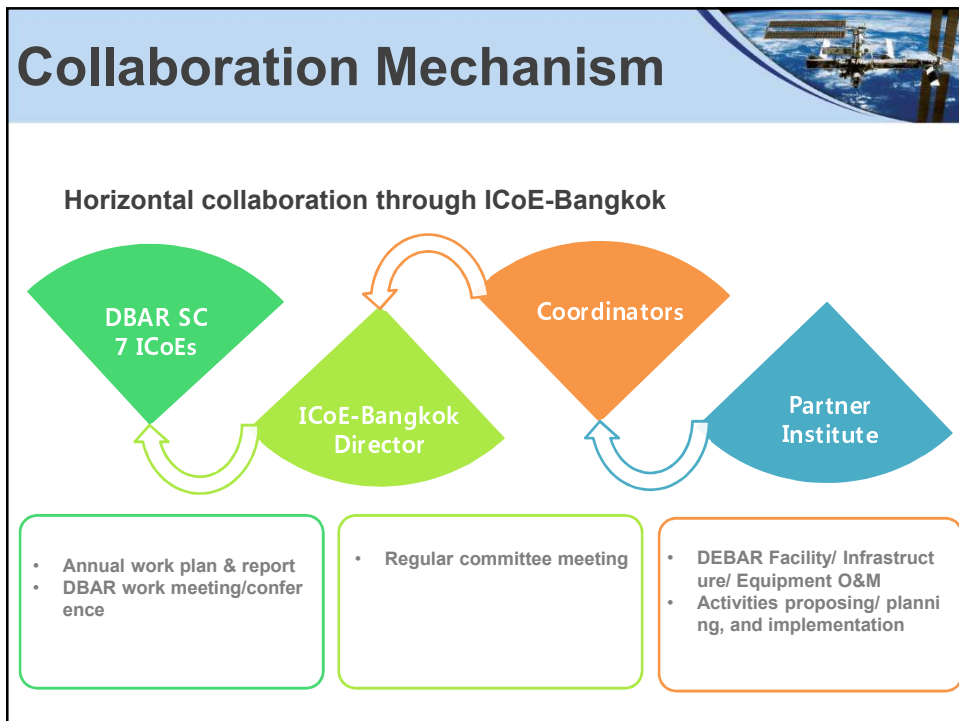 Collaboration Mechanism
Horizontal collaboration through ICoE-Bangkok
DBAR SC
7 ICoEs
ICoE-Bangkok
Director
Coordinators
Partner
Institute
• Annual work plan & report
• DBAR work meeting/confer
ence
• Regular committee meeting
• DEBAR Facility/ Infrastruct
ure/ Equipment O&M
• Activities proposing/ planni
ng, and implementation